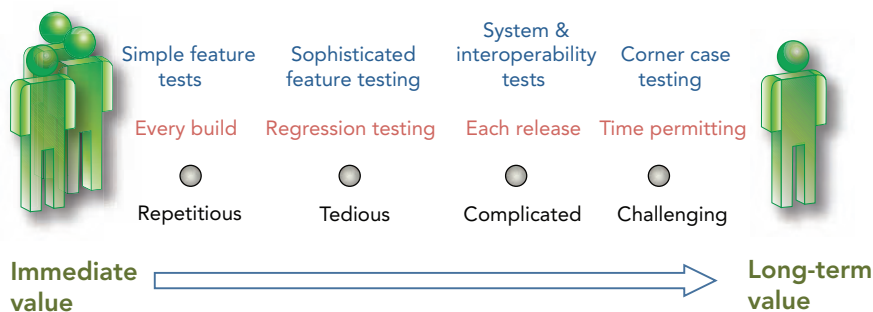 Simple feature
tests
Sophisticated
feature testing
System &
interoperability
tests
Corner case
testing
Every build
Regression testing
Each release
Time permitting
Repetitious
Tedious
Complicated
Challenging
Immediate
value
Long-term
value